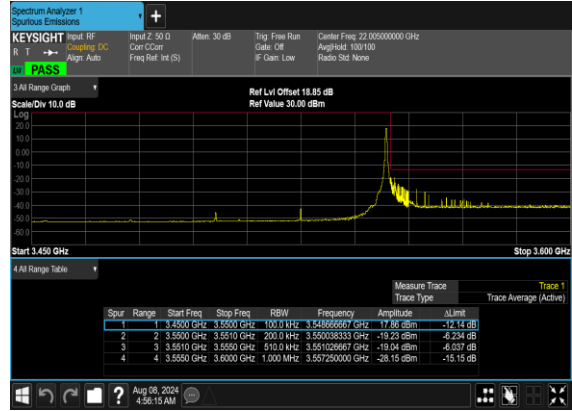 Spectrum Analyzer 1
Spurious Emissions
+
KEYSIGHT Input: RF Input Z: 50 Ω Atten: 30 dB Trig: Free Run Center Freq: 22.005000000 GHz
R T Coupling: DC Corr CCorr Gate: Off Avg|Hold: 100/100
Align: Auto Freq Ref: Int (S) IF Gain: Low Radio Std: None
PASS
3 All Range Graph
Ref Lvl Offset 18.85 dB
Scale/Div 10.0 dB Ref Value 30.00 dBm
Log
20.0
10.0
0.00
-10.0
-20.0
-30.0
-40.0
-50.0
-60.0
Start 3.450 GHz Stop 3.600 GHz
4 All Range Table
Measure Trace Trace 1
Trace Type Trace Average (Active)
Spur Range Start Freq Stop Freq RBW Frequency Amplitude ΔLimit
1 1 3.4500 GHz 3.5500 GHz 100.0 kHz 3.548666667 GHz 17.86 dBm -12.14 dB
2 2 3.5500 GHz 3.5510 GHz 200.0 kHz 3.550038333 GHz -19.23 dBm -6.234 dB
3 3 3.5510 GHz 3.5550 GHz 510.0 kHz 3.551026667 GHz -19.04 dBm -6.037 dB
4 4 3.5550 GHz 3.6000 GHz 1.000 MHz 3.557250000 GHz -28.15 dBm -15.15 dB
? Aug 08, 2024
4:56:15 AM